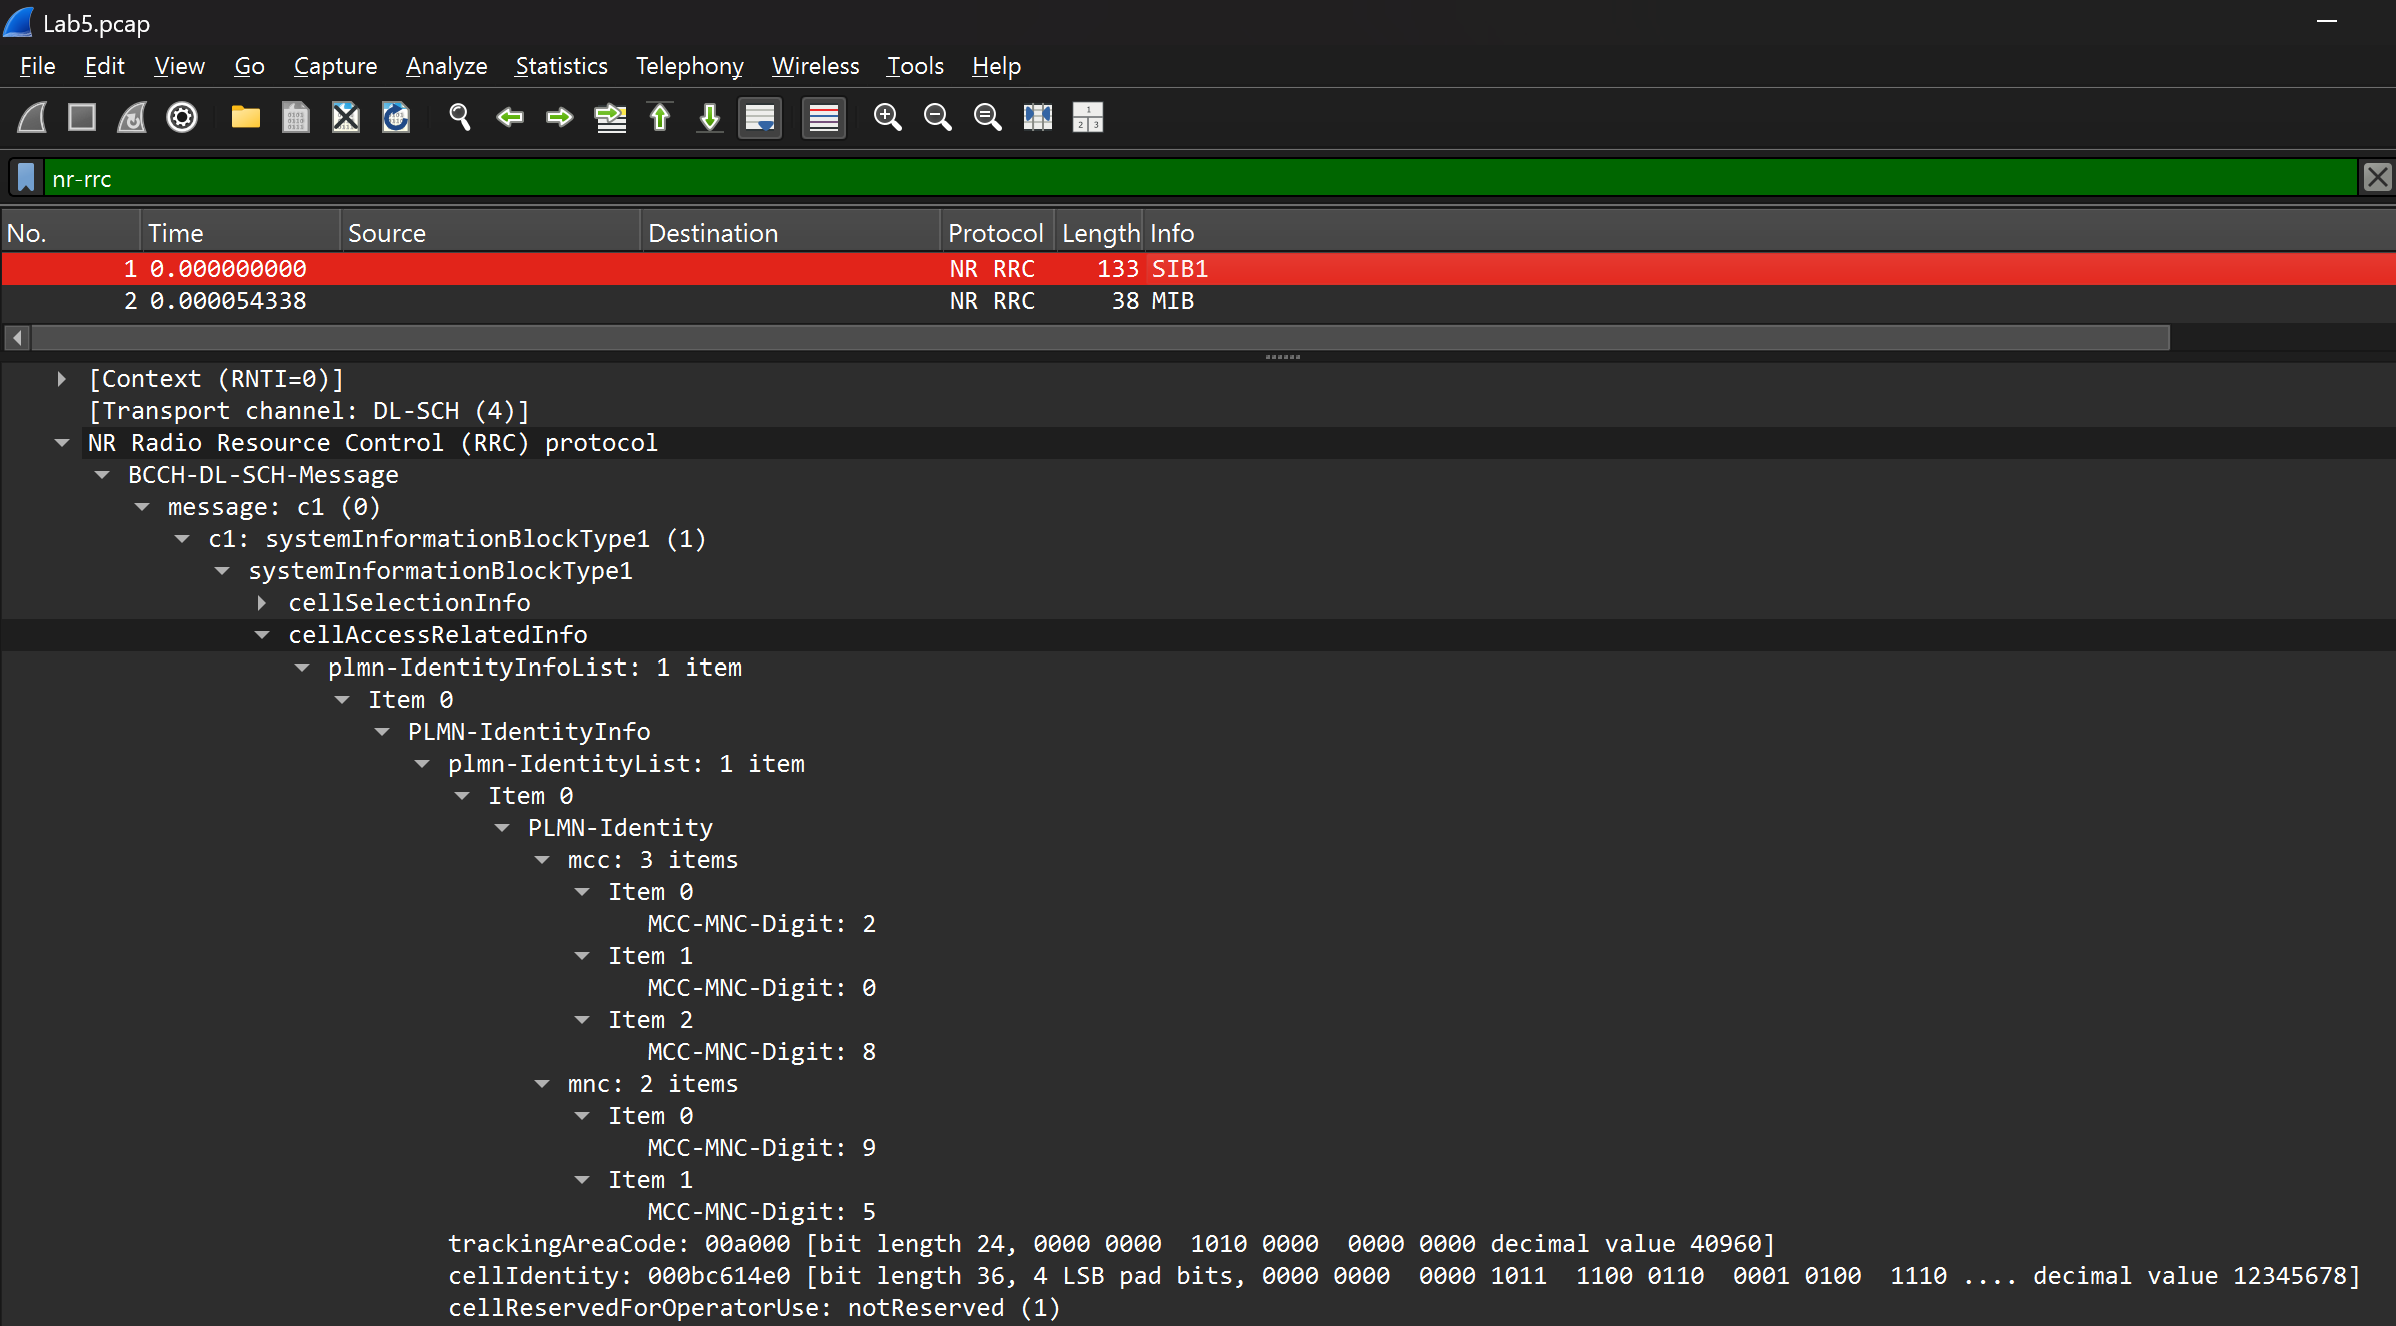 Lab5.pcap
File Edit View Go Capture Analyze Statistics Telephony Wireless Tools Help
nr-rrc
No. Time Source Destination Protocol Length Info
1 0.000000000 NR RRC 133 SIB1
2 0.000054338 NR RRC 38 MIB
[Context (RNTI=0)]
[Transport channel: DL-SCH (4)]
NR Radio Resource Control (RRC) protocol
BCCH-DL-SCH-Message
message: c1 (0)
c1: systemInformationBlockType1 (1)
systemInformationBlockType1
cellSelectionInfo
cellAccessRelatedInfo
plmn-IdentityInfoList: 1 item
Item 0
PLMN-IdentityInfo
plmn-IdentityList: 1 item
Item 0
PLMN-Identity
mcc: 3 items
Item 0
MCC-MNC-Digit: 2
Item 1
MCC-MNC-Digit: 0
Item 2
MCC-MNC-Digit: 8
mnc: 2 items
Item 0
MCC-MNC-Digit: 9
Item 1
MCC-MNC-Digit: 5
trackingAreaCode: 00a000 [bit length 24, 0000 0000  1010 0000  0000 0000 decimal value 40960]
cellIdentity: 000bc614e0 [bit length 36, 4 LSB pad bits, 0000 0000  0000 1011  1100 0110  0001 0100  1110 .... decimal value 12345678]
cellReservedForOperatorUse: notReserved (1)